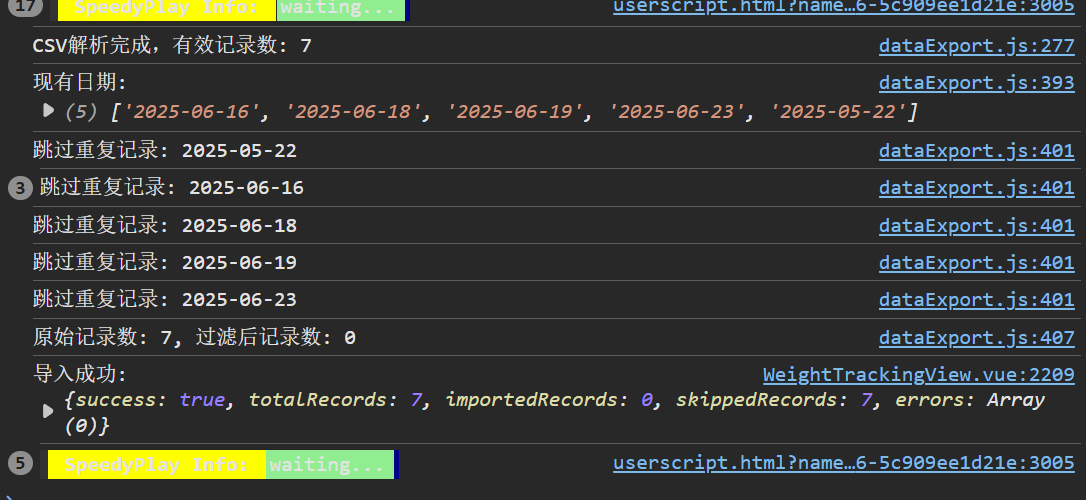 17 SpeedyPlay Info: waiting... userscript.html?name…6-5c909ee1d21e:3005
CSV解析完成，有效记录数: 7 dataExport.js:277
现有日期: dataExport.js:393
(5) ['2025-06-16', '2025-06-18', '2025-06-19', '2025-06-23', '2025-05-22']
跳过重复记录: 2025-05-22 dataExport.js:401
3 跳过重复记录: 2025-06-16 dataExport.js:401
跳过重复记录: 2025-06-18 dataExport.js:401
跳过重复记录: 2025-06-19 dataExport.js:401
跳过重复记录: 2025-06-23 dataExport.js:401
原始记录数: 7, 过滤后记录数: 0 dataExport.js:407
导入成功: WeightTrackingView.vue:2209
{success: true, totalRecords: 7, importedRecords: 0, skippedRecords: 7, errors: Array
(0)}
5 SpeedyPlay Info: waiting... userscript.html?name…6-5c909ee1d21e:3005